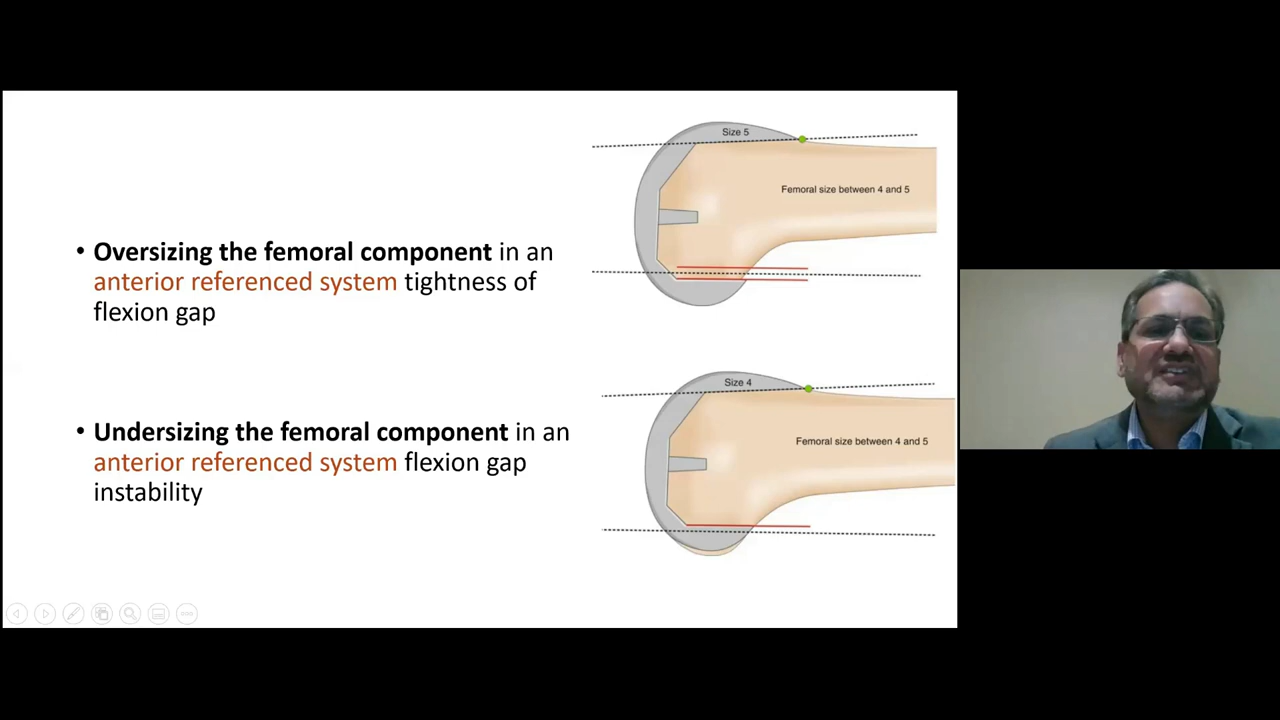 • Oversizing the femoral component in an
anterior referenced system tightness of
flexion gap
• Undersizing the femoral component in an
anterior referenced system flexion gap
instability
Size 5
Femoral size between 4 and 5
Size 4
Femoral size between 4 and 5